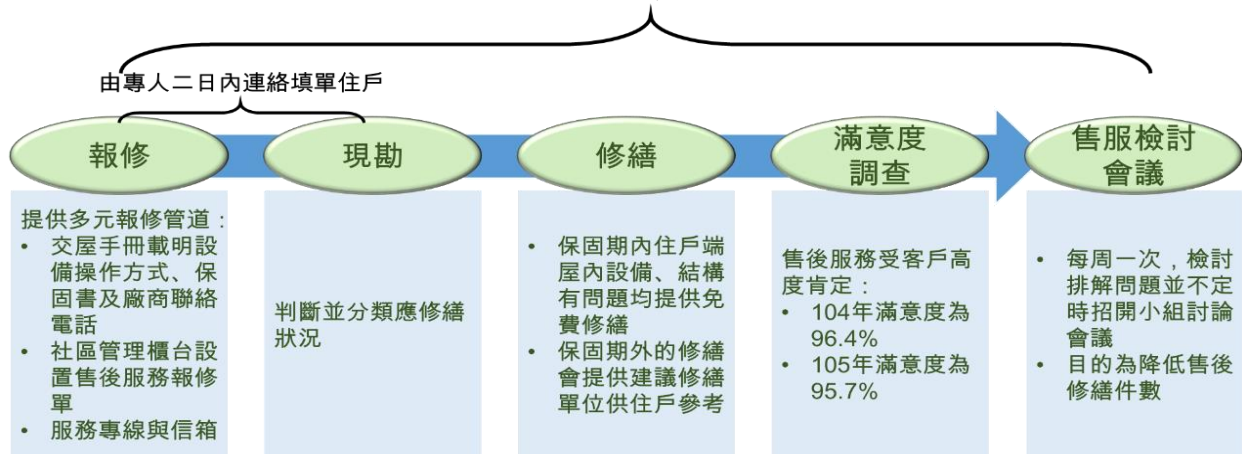 由專人二日內連絡填單住戶
報修
現勘
修繕
滿意度
調查
售服檢討
會議
提供多元報修管道：
• 交屋手冊載明設
備操作方式、保
固書及廠商聯絡
電話
• 社區管理櫃台設
置售後服務報修
單
• 服務專線與信箱
判斷並分類應修繕
狀況
• 保固期內住戶端
屋內設備、結構
有問題均提供免
費修繕
• 保固期外的修繕
會提供建議修繕
單位供住戶參考
售後服務受客戶高
度肯定：
• 104年滿意度為
96.4%
• 105年滿意度為
95.7%
• 每周一次，檢討
排解問題並不定
時招開小組討論
會議
• 目的為降低售後
修繕件數